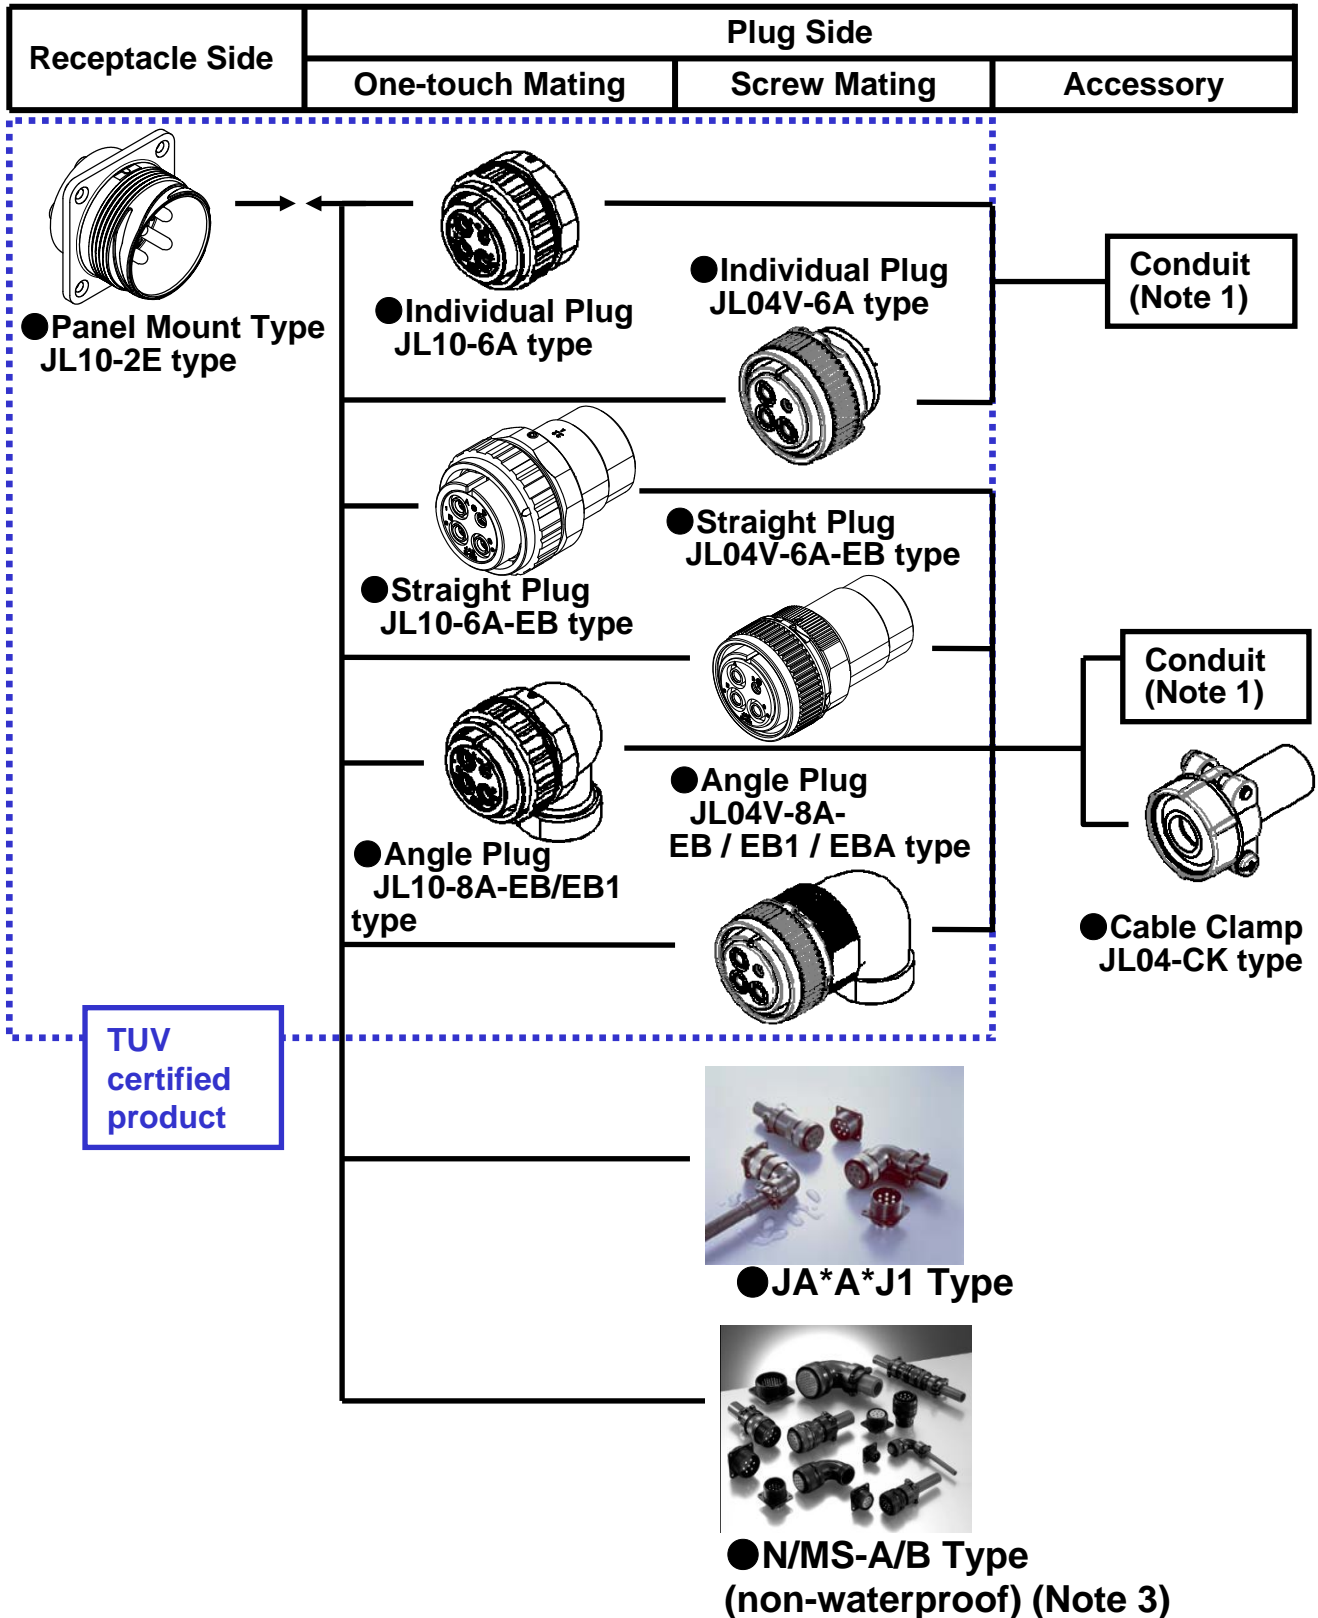 Receptacle Side
Plug Side
One-touch Mating
Screw Mating
Accessory
●Panel Mount Type
JL10-2E type
●Individual Plug
JL10-6A type
●Individual Plug
JL04V-6A type
Conduit
(Note 1)
●Straight Plug
JL10-6A-EB type
●Straight Plug
JL04V-6A-EB type
Conduit
(Note 1)
●Angle Plug
JL10-8A-EB/EB1
type
●Angle Plug
JL04V-8A-
EB / EB1 / EBA type
●Cable Clamp
JL04-CK type
TUV
certified
product
●JA*A*J1 Type
●N/MS-A/B Type
(non-waterproof) (Note 3)